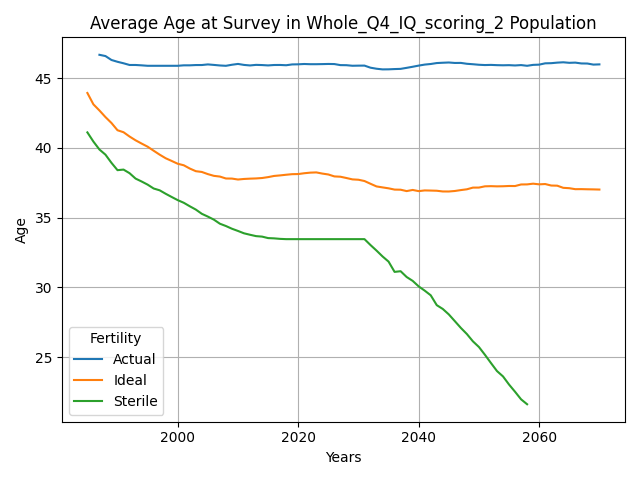 Average Age at Survey in Whole_Q4_IQ_scoring_2 Population
Age
45
40
35
30
25
Fertility
Actual
Ideal
Sterile
2000 2020 2040 2060
Years